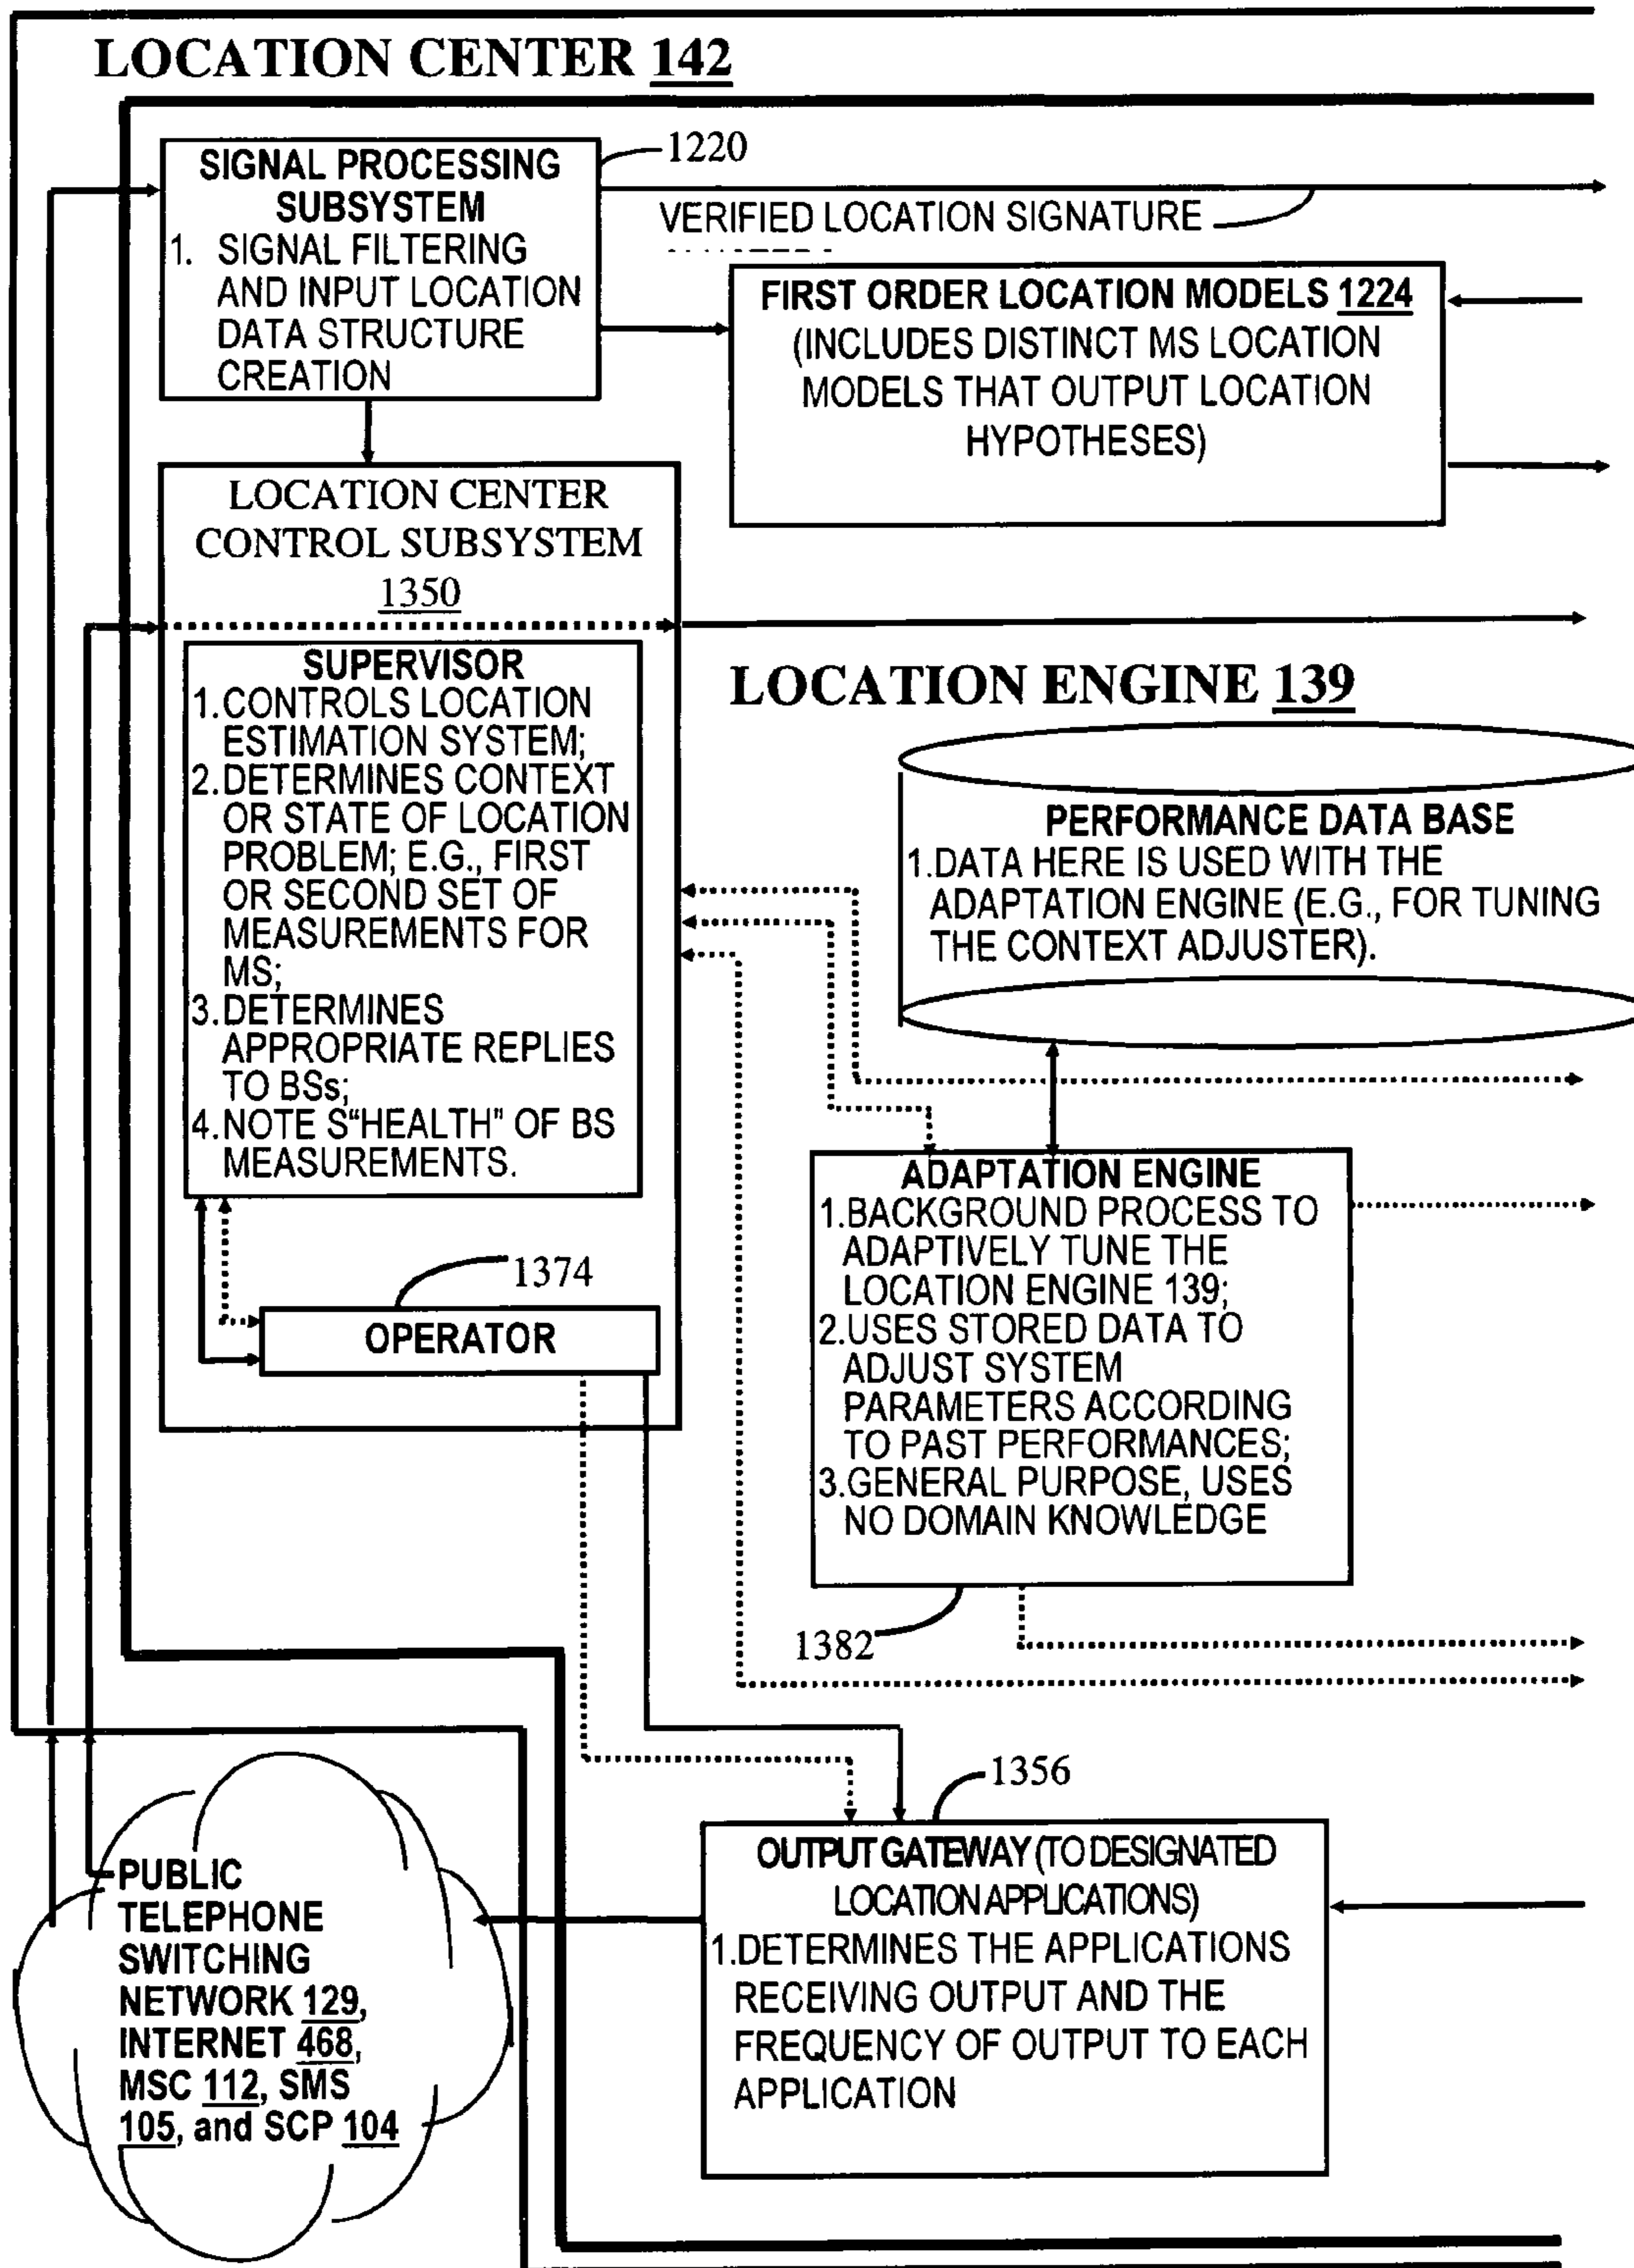 LOCATION CENTER 142
SIGNAL PROCESSING
SUBSYSTEM
1. SIGNAL FILTERING
AND INPUT LOCATION
DATA STRUCTURE
CREATION
1220
VERIFIED LOCATION SIGNATURE
FIRST ORDER LOCATION MODELS 1224
(INCLUDES DISTINCT MS LOCATION
MODELS THAT OUTPUT LOCATION
HYPOTHESES)
LOCATION CENTER
CONTROL SUBSYSTEM
1350
SUPERVISOR
1.CONTROLS LOCATION
ESTIMATION SYSTEM;
2.DETERMINES CONTEXT
OR STATE OF LOCATION
PROBLEM; E.G., FIRST
OR SECOND SET OF
MEASUREMENTS FOR
MS;
3.DETERMINES
APPROPRIATE REPLIES
TO BSs;
4.NOTE S“HEALTH” OF BS
MEASUREMENTS.
1374
OPERATOR
LOCATION ENGINE 139
PERFORMANCE DATA BASE
1.DATA HERE IS USED WITH THE
ADAPTATION ENGINE (E.G., FOR TUNING
THE CONTEXT ADJUSTER).
ADAPTATION ENGINE
1.BACKGROUND PROCESS TO
ADAPTIVELY TUNE THE
LOCATION ENGINE 139;
2.USES STORED DATA TO
ADJUST SYSTEM
PARAMETERS ACCORDING
TO PAST PERFORMANCES;
3.GENERAL PURPOSE, USES
NO DOMAIN KNOWLEDGE
1382
1356
OUTPUT GATEWAY (TO DESIGNATED
LOCATION APPLICATIONS)
1.DETERMINES THE APPLICATIONS
RECEIVING OUTPUT AND THE
FREQUENCY OF OUTPUT TO EACH
APPLICATION
PUBLIC
TELEPHONE
SWITCHING
NETWORK 129,
INTERNET 468,
MSC 112, SMS
105, and SCP 104